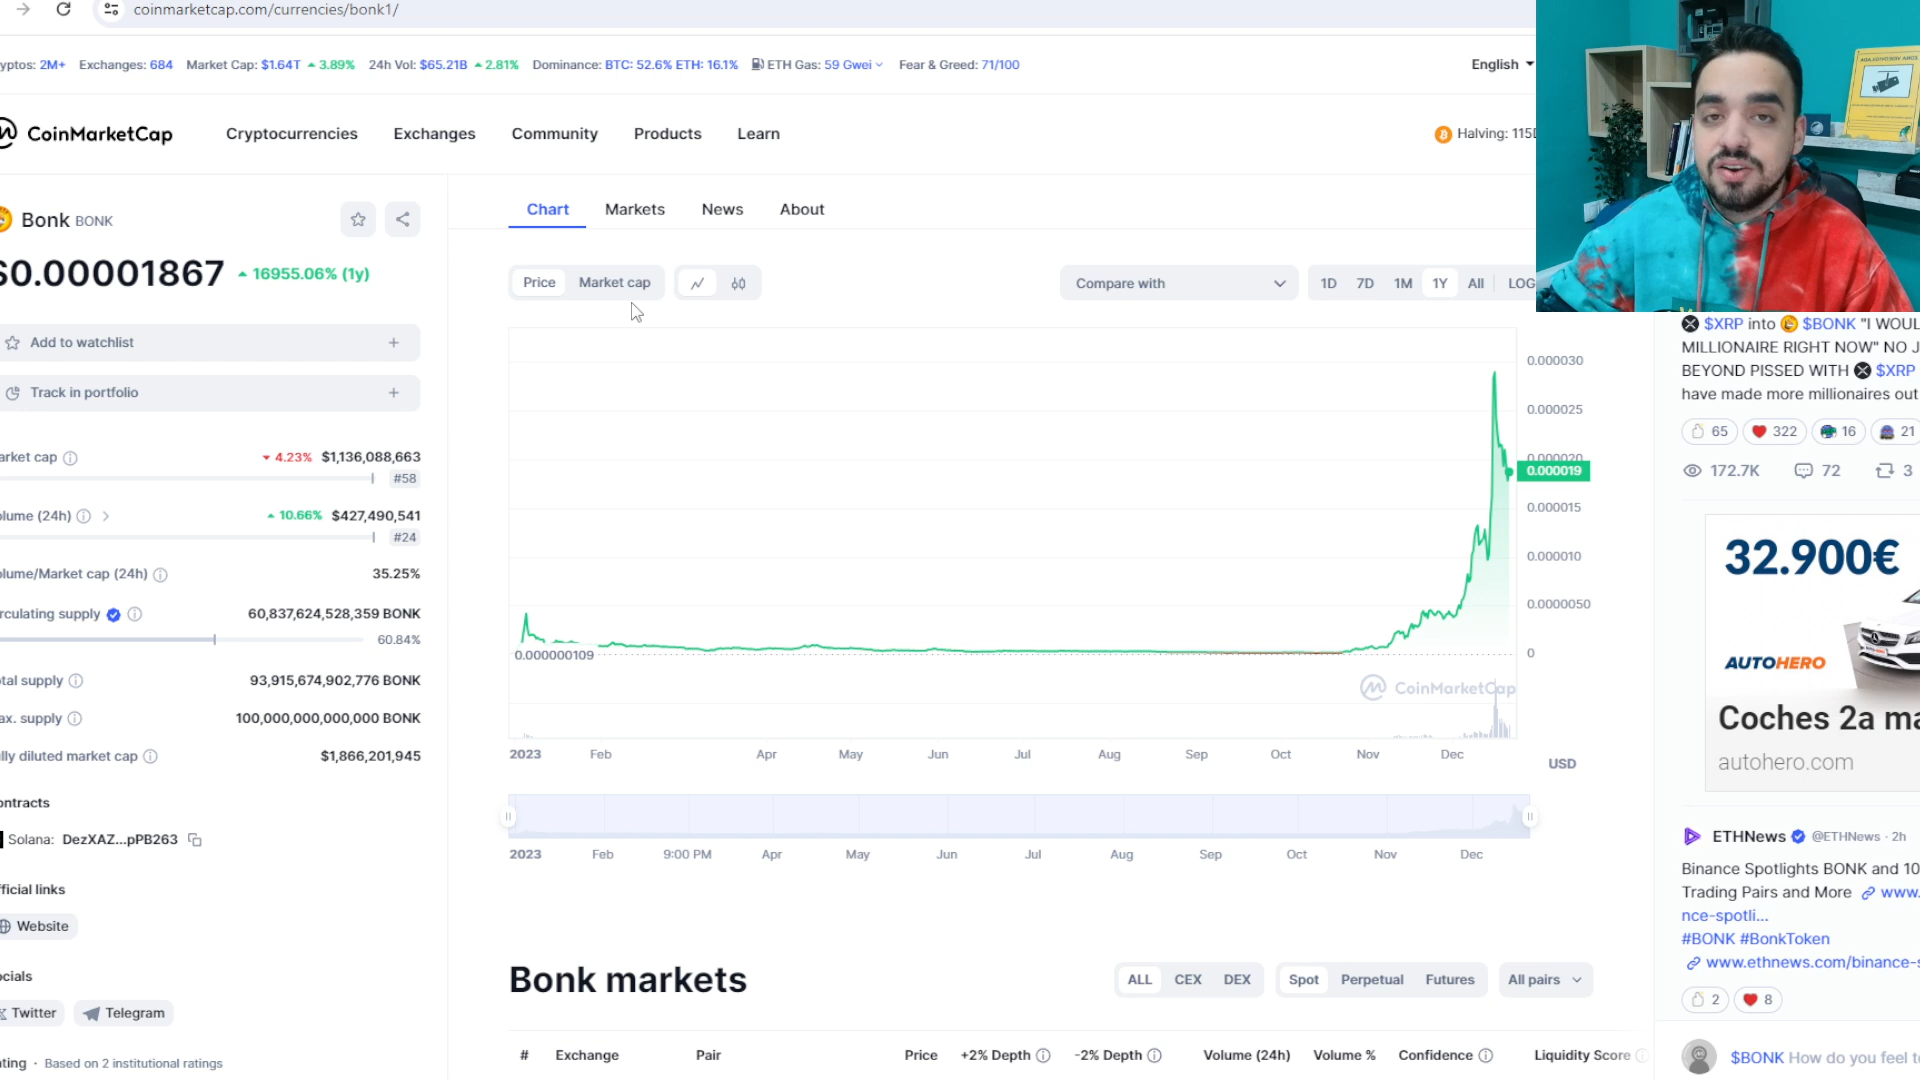 coinmarketcap.com/currencies/bonk1/
yptos: 2M+ Exchanges: 684 Market Cap: $1.64T 3.89% 24h Vol: $65.21B 2.81% Dominance: BTC: 52.6% ETH: 16.1% ETH Gas: 59 Gwei Fear & Greed: 71/100
English
CoinMarketCap
Cryptocurrencies Exchanges Community Products Learn
Halving: 115D
Bonk BONK
$0.00001867 16955.06% (1y)
Add to watchlist +
Track in portfolio +
arket cap 4.23% $1,136,088,663
#58
olume (24h) 10.66% $427,490,541
#24
olume/Market cap (24h) 35.25%
rculating supply 60,837,624,528,359 BONK
60.84%
otal supply 93,915,674,902,776 BONK
ax. supply 100,000,000,000,000 BONK
lly diluted market cap $1,866,201,945
ontracts
Solana: DezXAZ...pPB263
fficial links
Website
ocials
Twitter Telegram
ating · Based on 2 institutional ratings
Chart Markets News About
Price Market cap
Compare with
1D 7D 1M 1Y All LOG
0.000030
0.000025
0.000020
0.000019
0.000015
0.000010
0.0000050
0
0.000000109
CoinMarketCap
2023 Feb Apr May Jun Jul Aug Sep Oct Nov Dec
USD
2023 Feb 9:00 PM Apr May Jun Jul Aug Sep Oct Nov Dec
Bonk markets
ALL CEX DEX Spot Perpetual Futures All pairs
# Exchange Pair Price +2% Depth -2% Depth Volume (24h) Volume % Confidence Liquidity Score
$XRP into $BONK "I WOUL
MILLIONAIRE RIGHT NOW" NO J
BEYOND PISSED WITH $XRP
have made more millionaires out
65 322 16 21
172.7K 72 3
32.900€
AUTOHERO
Coches 2a ma
autohero.com
ETHNews @ETHNews · 2h
Binance Spotlights BONK and 10
Trading Pairs and More www.
nce-spotli...
#BONK #BonkToken
www.ethnews.com/binance-s
2 8
$BONK How do you feel to